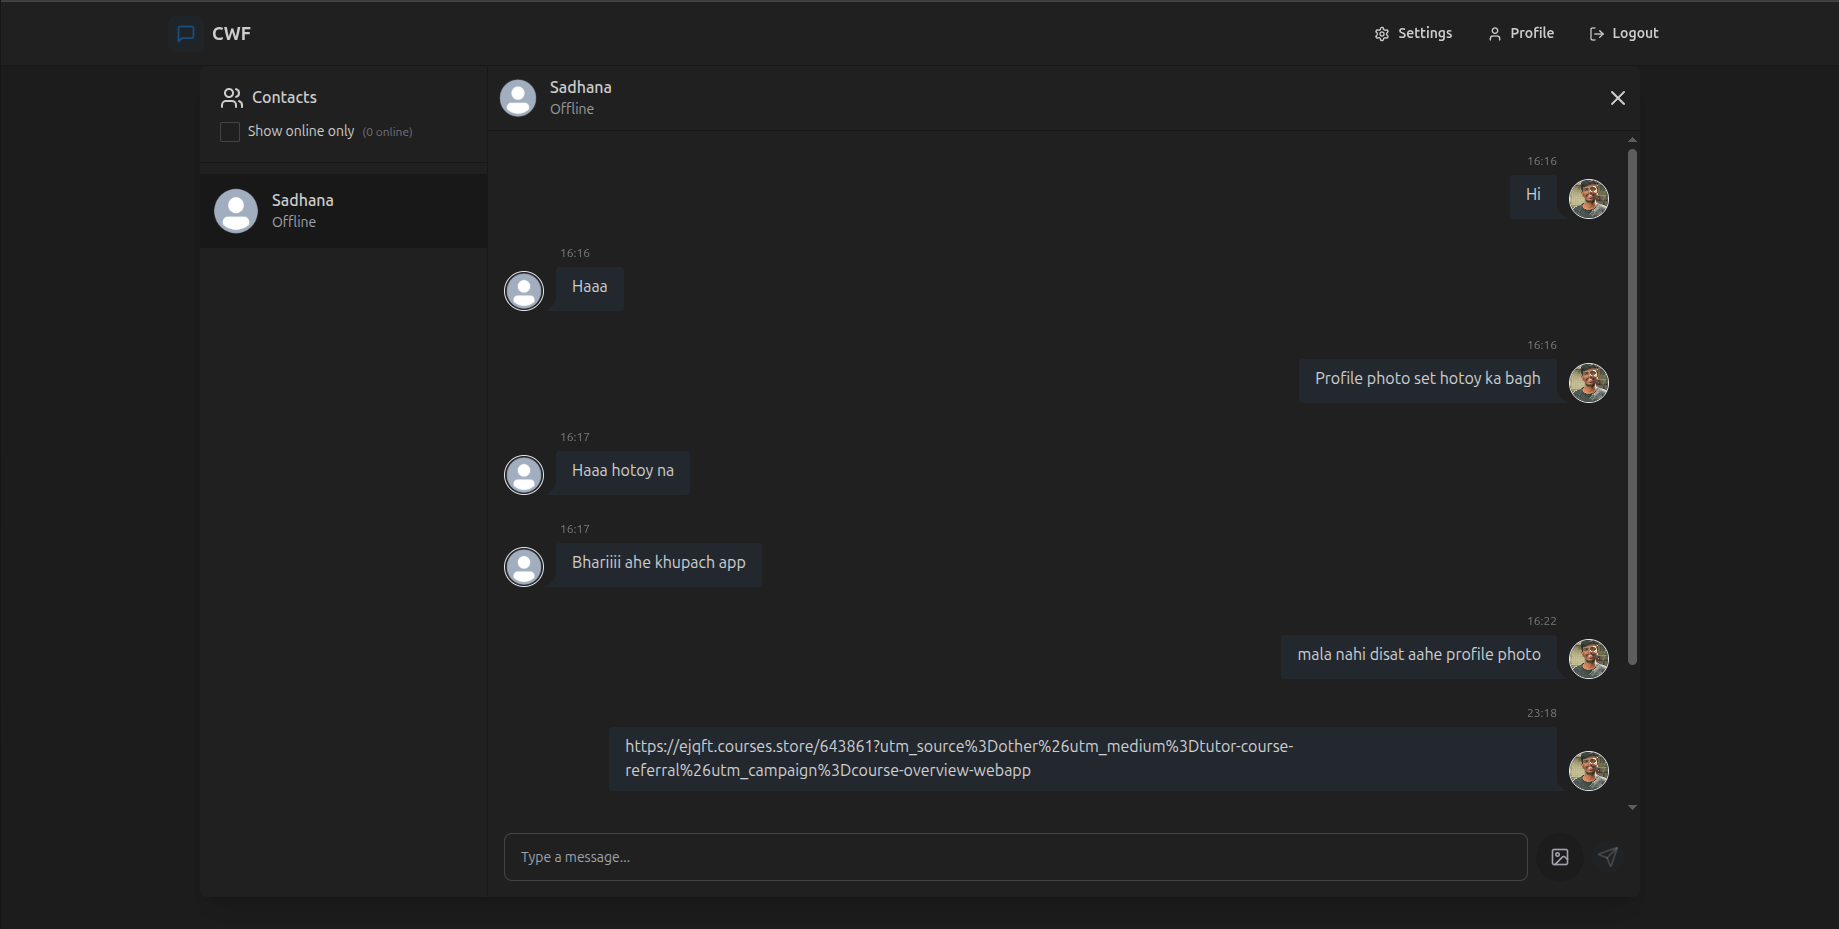 CWF
Settings
Profile
Logout
Contacts
Show online only (0 online)
Sadhana
Offline
Sadhana
Offline
16:16
Hi
16:16
Haaa
16:16
Profile photo set hotoy ka bagh
16:17
Haaa hotoy na
16:17
Bhariiii ahe khupach app
16:22
mala nahi disat aahe profile photo
23:18
https://ejqft.courses.store/643861?utm_source%3Dother%26utm_medium%3Dtutor-course-
referral%26utm_campaign%3Dcourse-overview-webapp
Type a message...